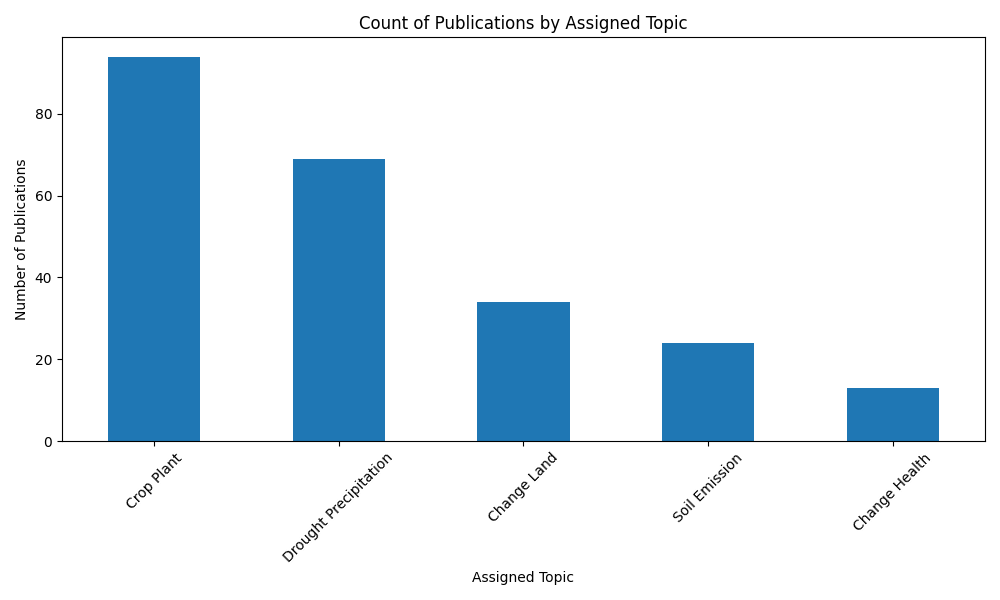 Count of Publications by Assigned Topic
Number of Publications
80
60
40
20
0
Crop Plant
Drought Precipitation
Change Land
Soil Emission
Change Health
Assigned Topic